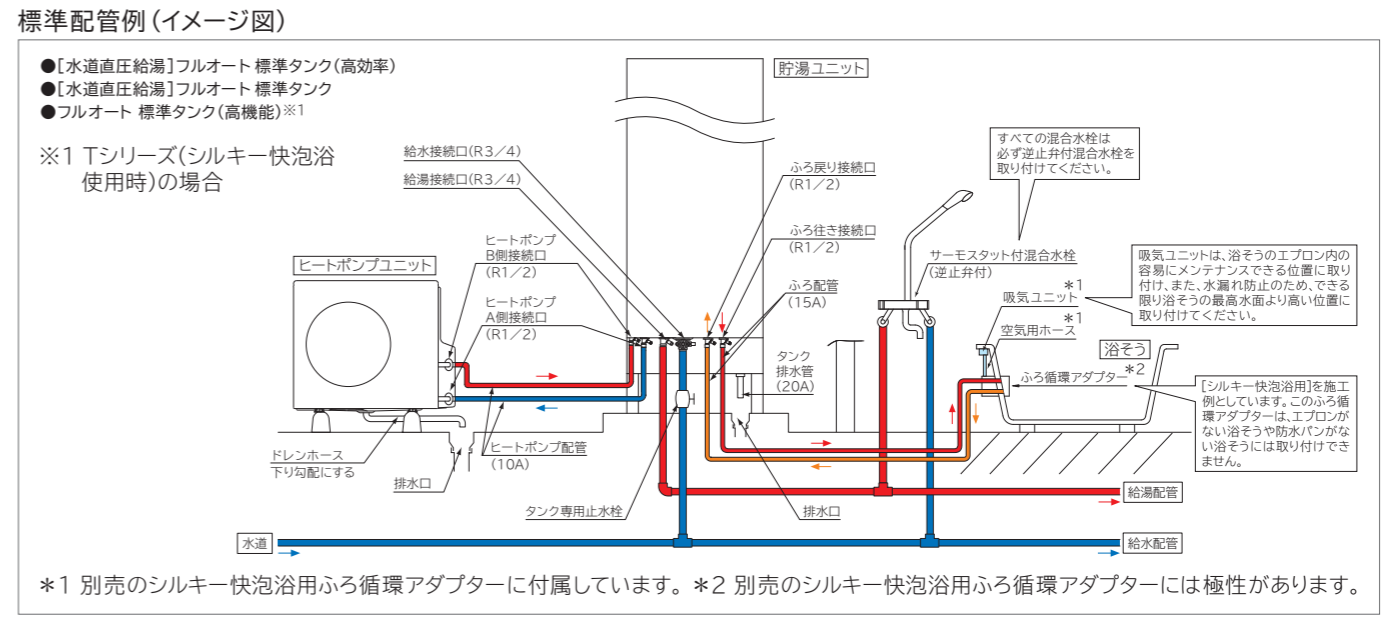 標準配管例（イメージ図）
●［水道直圧給湯］フルオート 標準タンク（高効率）
●［水道直圧給湯］フルオート 標準タンク
●フルオート 標準タンク（高機能）※1
※1 Tシリーズ（シルキー快泡浴
使用時）の場合
貯湯ユニット
給水接続口（R3／4）
給湯接続口（R3／4）
ヒートポンプ
B側接続口
（R1／2）
ヒートポンプユニット
ヒートポンプ
A側接続口
（R1／2）
ふろ戻り接続口
（R1／2）
ふろ往き接続口
（R1／2）
ふろ配管
（15A）
タンク
排水管
（20A）
すべての混合水栓は
必ず逆止弁付混合水栓を
取り付けてください。
サーモスタット付混合水栓
（逆止弁付）
＊1
吸気ユニット
＊1
空気用ホース
吸気ユニットは、浴そうのエプロン内の
容易にメンテナンスできる位置に取り
付け、また、水漏れ防止のため、できる
限り浴そうの最高水面より高い位置に
取り付けてください。
浴そう
ふろ循環アダプター＊2
［シルキー快泡浴用］を施工
例としています。このふろ循
環アダプターは、エプロンが
ない浴そうや防水パンがな
い浴そうには取り付けでき
ません。
ドレンホース
下り勾配にする
排水口
ヒートポンプ配管
（10A）
タンク専用止水栓
排水口
給湯配管
水道
給水配管
＊1 別売のシルキー快泡浴用ふろ循環アダプターに付属しています。＊2 別売のシルキー快泡浴用ふろ循環アダプターには極性があります。